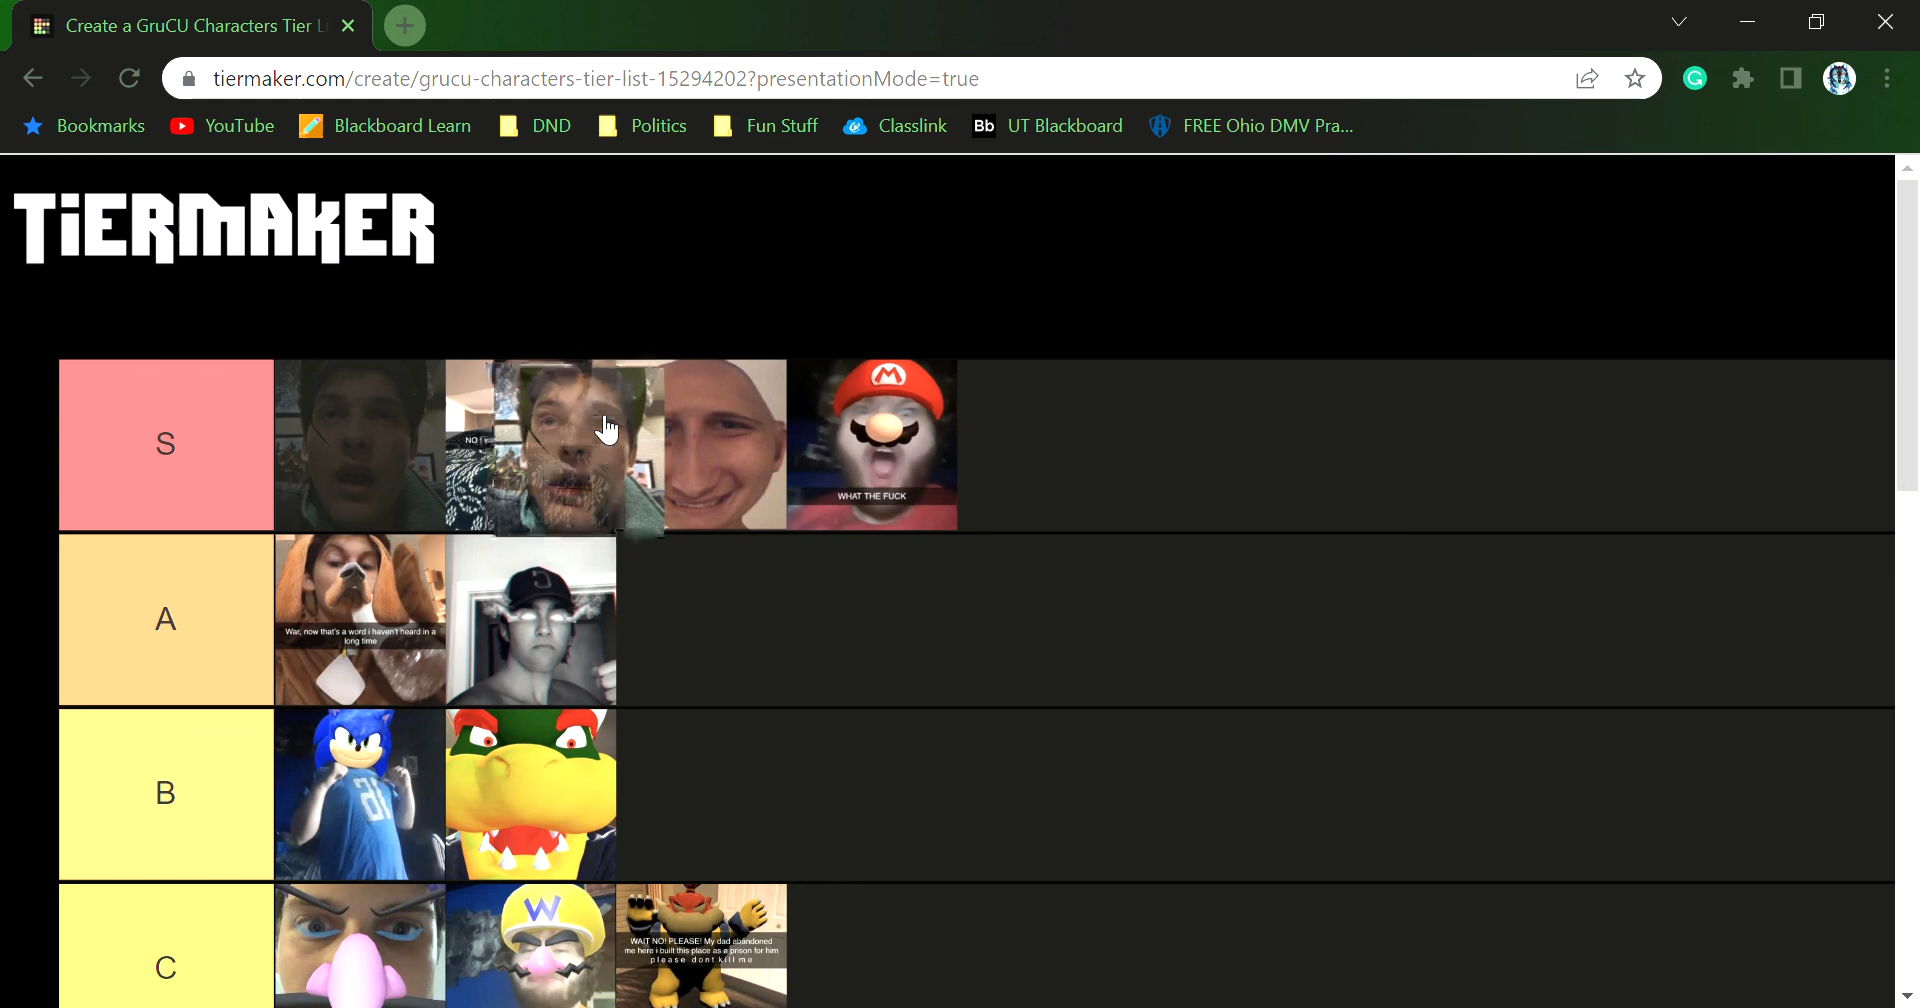 Create a GruCU Characters Tier Li
tiermaker.com/create/grucu-characters-tier-list-15294202?presentationMode=true
Bookmarks YouTube Blackboard Learn DND Politics Fun Stuff Classlink Bb UT Blackboard FREE Ohio DMV Pra...
TiERMAKER
S
NO !
M
WHAT THE FUCK
A
War, now that's a word i haven't heard in a
long time
B
C
W
WAIT NO! PLEASE! My dad abandoned
me here i built this place as a prison for him
please dont kill me